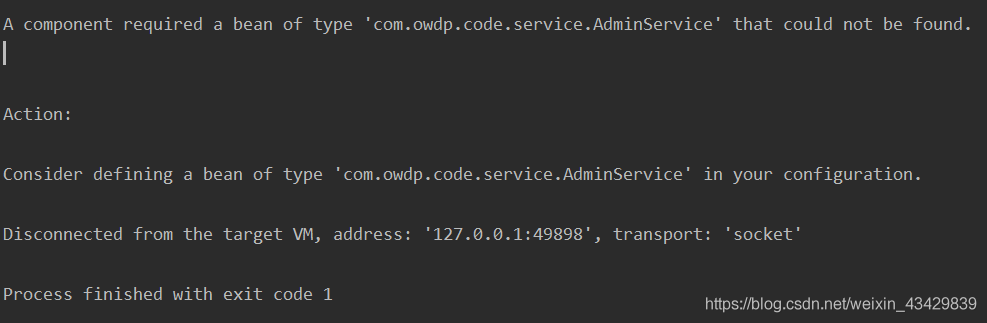 A component required a bean of type 'com.owdp.code.service.AdminService' that could not be found.
Action:
Consider defining a bean of type 'com.owdp.code.service.AdminService' in your configuration.
Disconnected from the target VM, address: '127.0.0.1:49898', transport: 'socket'
Process finished with exit code 1
https://blog.csdn.net/weixin_43429839